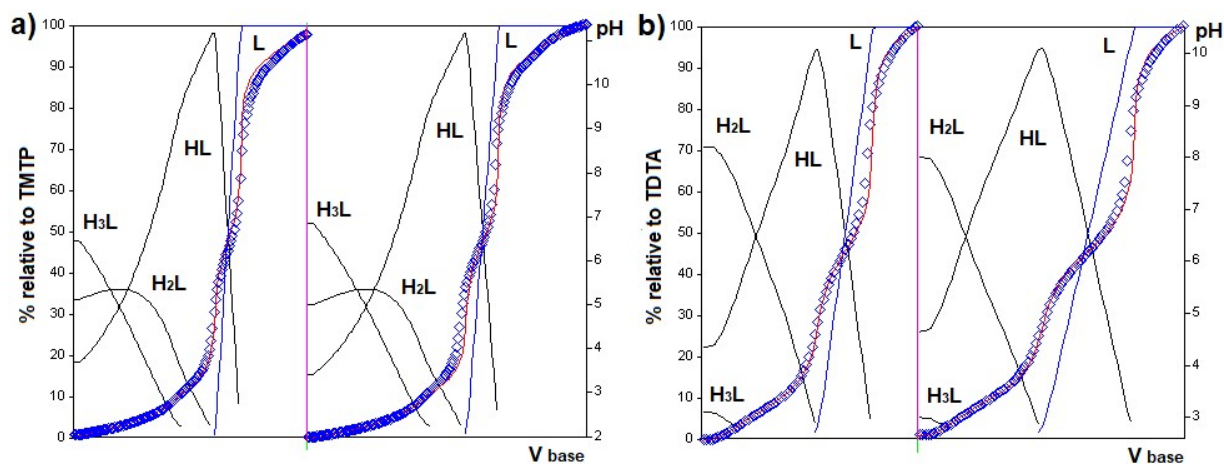 a)
% relative to TMTP
100
90
80
70
60
50
40
30
20
10
0
H₃L
H₂L
HL
L
H₃L
H₂L
HL
L
pH
11
10
9
8
7
6
5
4
3
2
V base
b)
% relative to TDTA
100
90
80
70
60
50
40
30
20
10
0
H₂L
H₃L
HL
L
H₂L
H₃L
HL
L
pH
10
9
8
7
6
5
4
3
V base